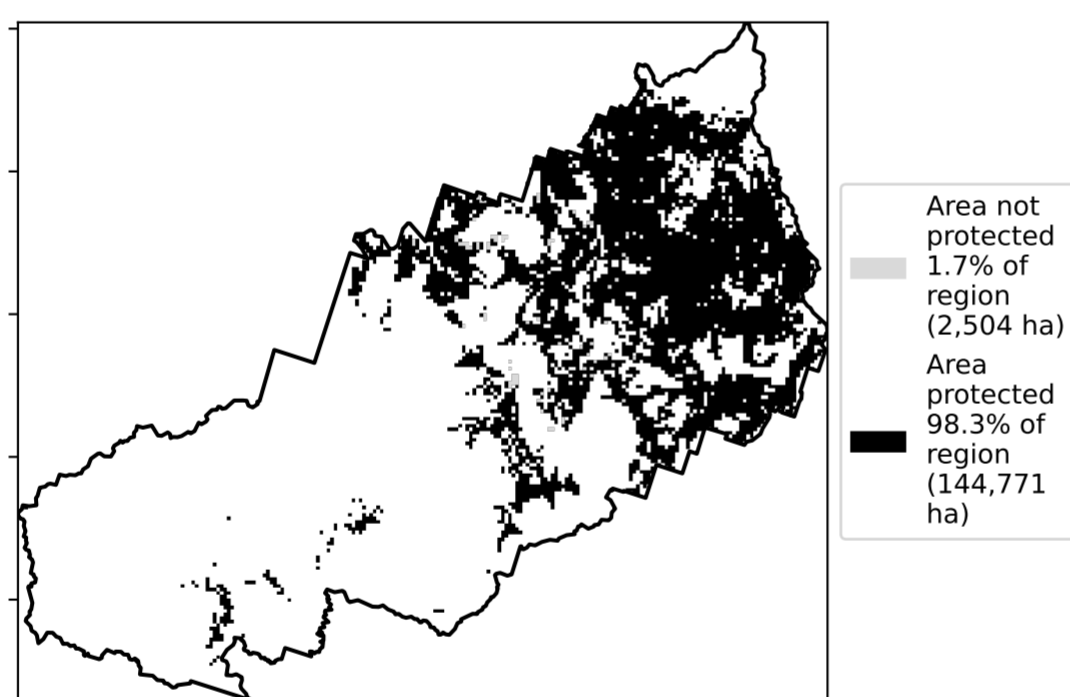 Area not
protected
1.7% of
region
(2,504 ha)
Area
protected
98.3% of
region
(144,771
ha)